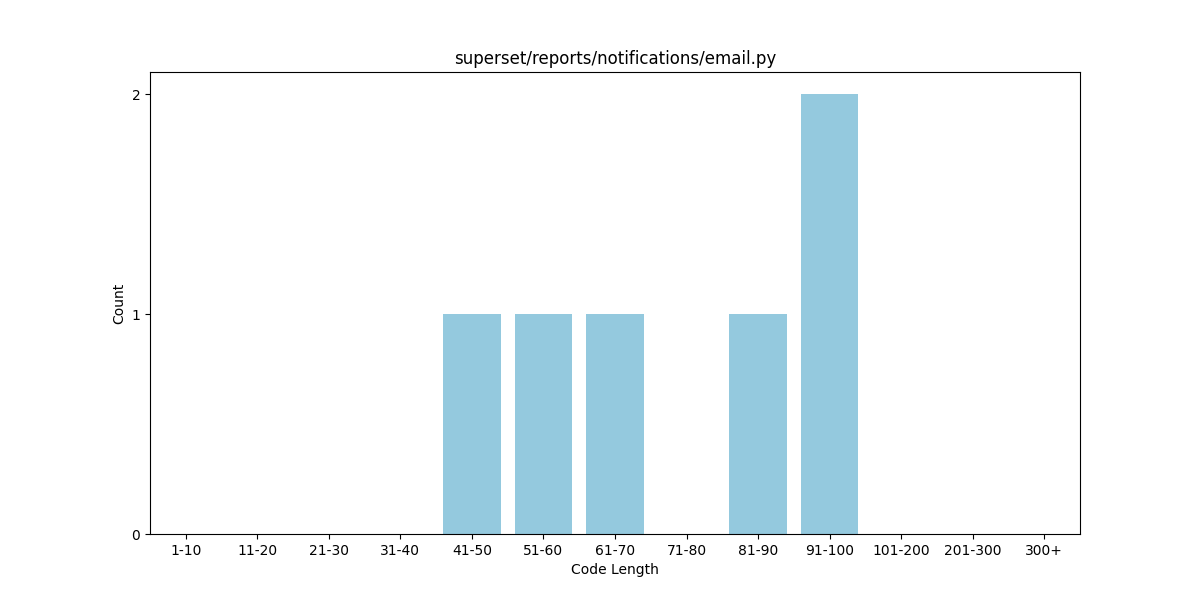 superset/reports/notifications/email.py
2
1
0
Count
1-10 11-20 21-30 31-40 41-50 51-60 61-70 71-80 81-90 91-100 101-200 201-300 300+
Code Length